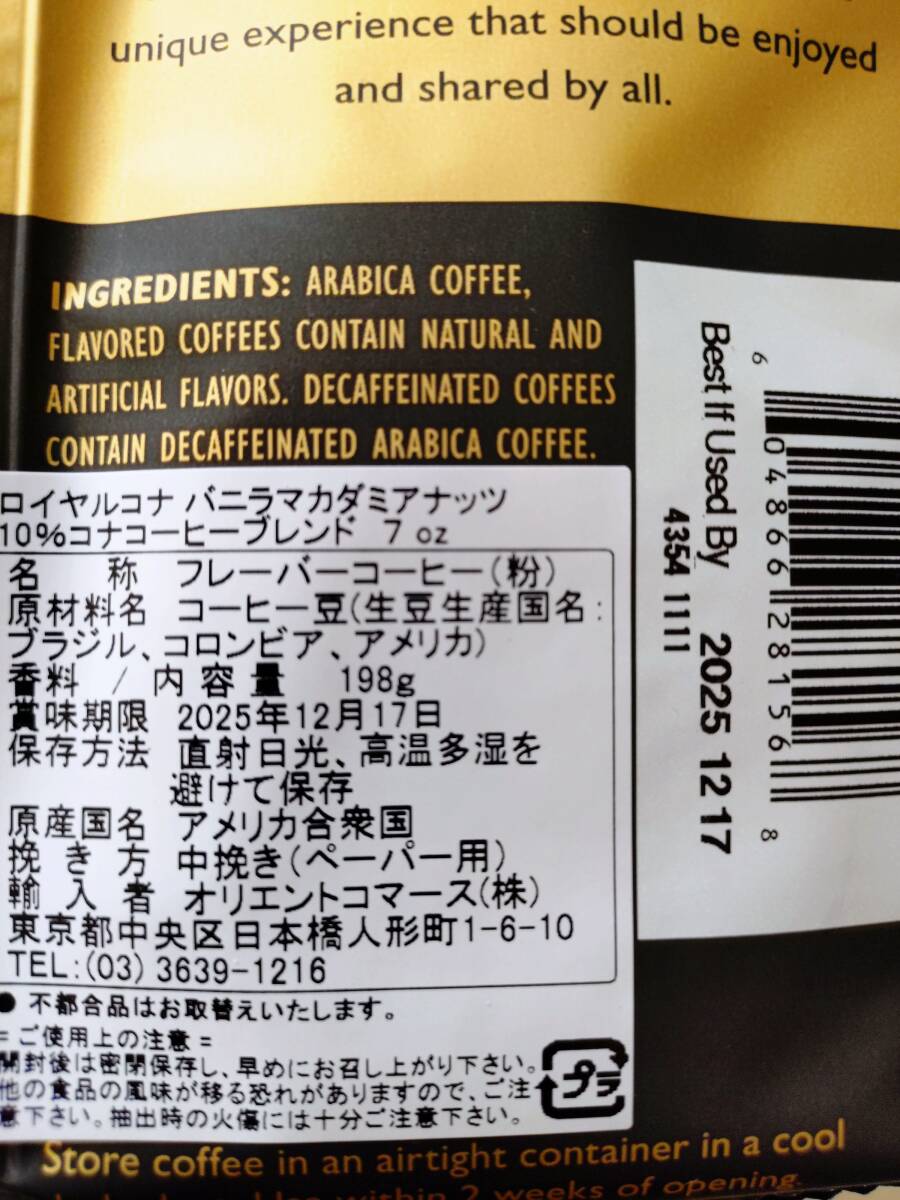 unique experience that should be enjoyed
and shared by all.
INGREDIENTS: ARABICA COFFEE,
FLAVORED COFFEES CONTAIN NATURAL AND
ARTIFICIAL FLAVORS. DECAFFEINATED COFFEES
CONTAIN DECAFFEINATED ARABICA COFFEE.
ロイヤルコナ バニラマカダミアナッツ
10%コナコーヒーブレンド 7 oz
名 称 フレーバーコーヒー(粉)
原材料名 コーヒー豆(生豆生産国名:
ブラジル、コロンビア、アメリカ)
香料 / 内容量 198g
賞味期限 2025年12月17日
保存方法 直射日光、高温多湿を
避けて保存
原産国名 アメリカ合衆国
挽き方 中挽き(ペーパー用)
輸入者 オリエントコマース(株)
東京都中央区日本橋人形町1-6-10
TEL:(03) 3639-1216
● 不都合品はお取替えいたします。
= ご使用上の注意 =
開封後は密閉保存し、早めにお召し上がり下さい。
他の食品の風味が移る恐れがありますので、ご注
意下さい。抽出時の火傷には十分ご注意下さい。
プラ
Best If Used By 2025 12 17
4354 1111
6 04866 28156 8
Store coffee in an airtight container in a cool
within 2 weeks of opening.